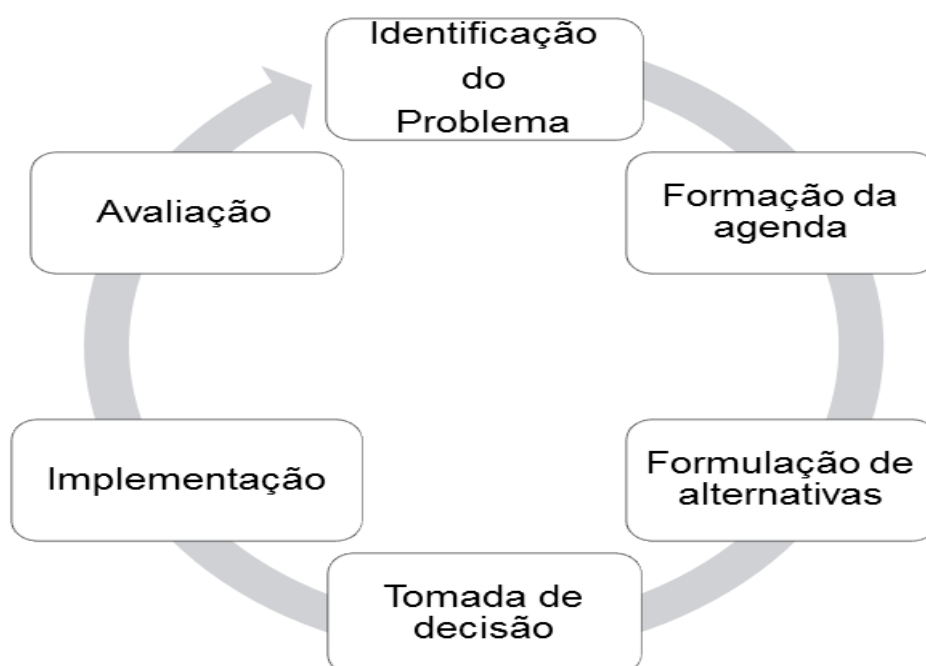 Identificação
do
Problema
Formação da
agenda
Formulação de
alternativas
Tomada de
decisão
Implementação
Avaliação